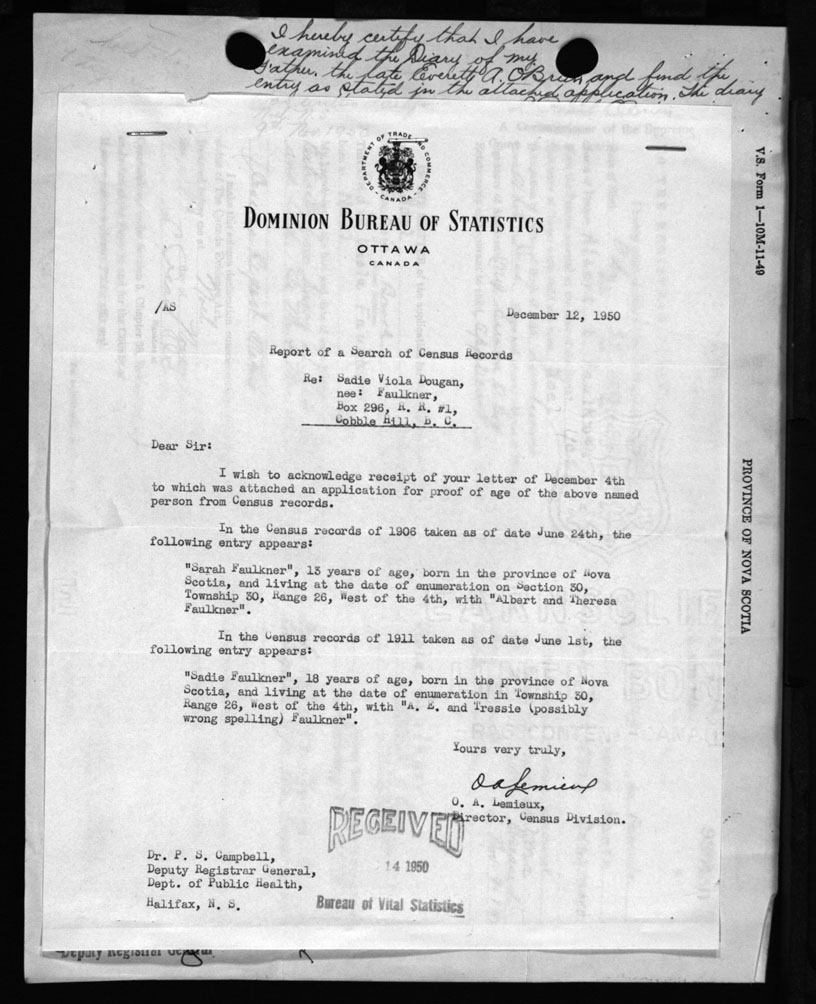 I hereby certify that I have
examined the Diary of my
Father, the late Everett A. O'Brien, and find the
entry as stated in the attached application. The diary
A Commissioner of the Supreme
V.S. Form 1—10M-11-49
DEPARTMENT OF TRADE AND COMMERCE
CANADA
DOMINION BUREAU OF STATISTICS
OTTAWA
CANADA
/AS
December 12, 1950
Report of a Search of Census Records
Re: Sadie Viola Dougan,
nee: Faulkner,
Box 296, R. R. #1,
Cobble Hill, B. C.
Dear Sir:
I wish to acknowledge receipt of your letter of December 4th
to which was attached an application for proof of age of the above named
person from Census records.
In the Census records of 1906 taken as of date June 24th, the
following entry appears:
"Sarah Faulkner", 13 years of age, born in the province of Nova
Scotia, and living at the date of enumeration on Section 30,
Township 30, Range 26, West of the 4th, with "Albert and Theresa
Faulkner".
In the Census records of 1911 taken as of date June 1st, the
following entry appears:
"Sadie Faulkner", 18 years of age, born in the province of Nova
Scotia, and living at the date of enumeration in Township 30,
Range 26, West of the 4th, with "A. E. and Tressie (possibly
wrong spelling) Faulkner".
Yours very truly,
O A Lemieux
O. A. Lemieux,
Director, Census Division.
RECEIVED
14 1950
Bureau of Vital Statistics
Dr. P. S. Campbell,
Deputy Registrar General,
Dept. of Public Health,
Halifax, N. S.
PROVINCE OF NOVA SCOTIA
Deputy Registrar General